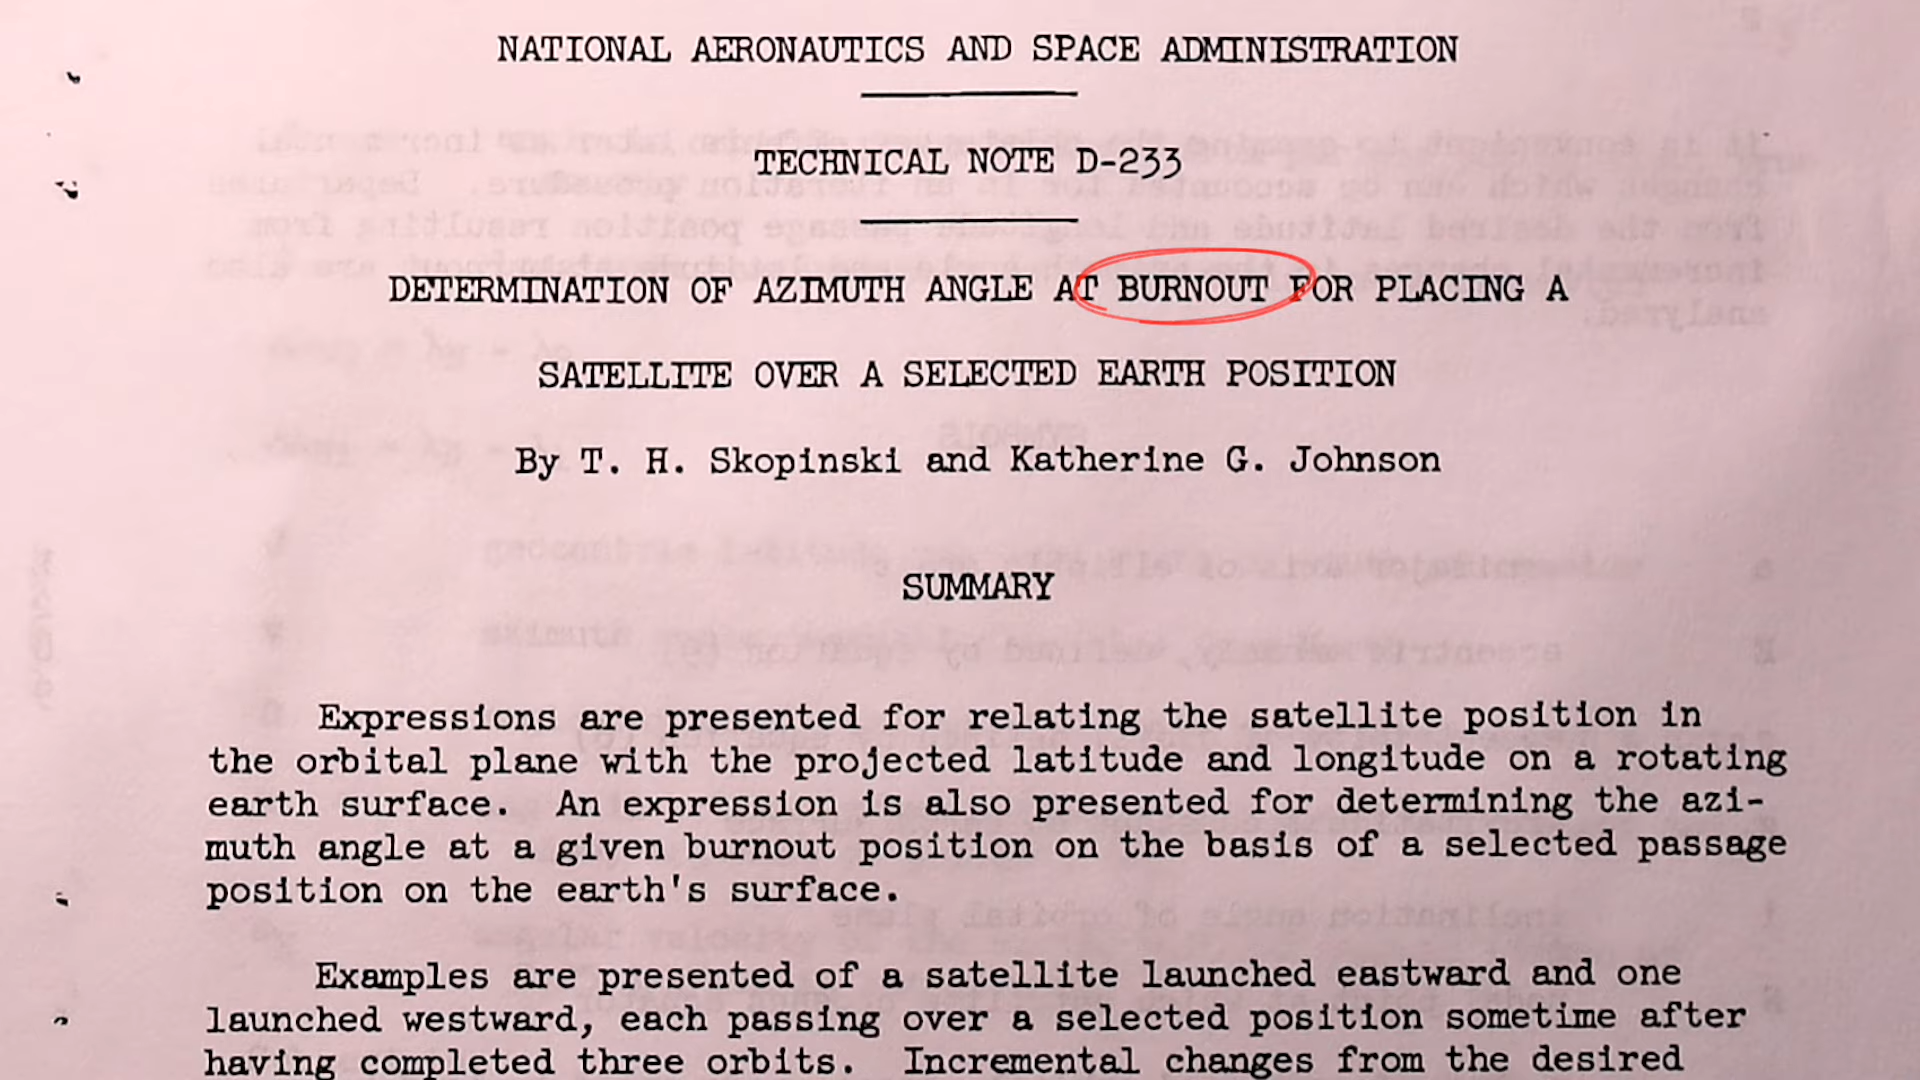 NATIONAL AERONAUTICS AND SPACE ADMINISTRATION
TECHNICAL NOTE D-233
DETERMINATION OF AZIMUTH ANGLE AT BURNOUT FOR PLACING A
SATELLITE OVER A SELECTED EARTH POSITION
By T. H. Skopinski and Katherine G. Johnson
SUMMARY
Expressions are presented for relating the satellite position in
the orbital plane with the projected latitude and longitude on a rotating
earth surface. An expression is also presented for determining the azi-
muth angle at a given burnout position on the basis of a selected passage
position on the earth's surface.
Examples are presented of a satellite launched eastward and one
launched westward, each passing over a selected position sometime after
having completed three orbits. Incremental changes from the desired